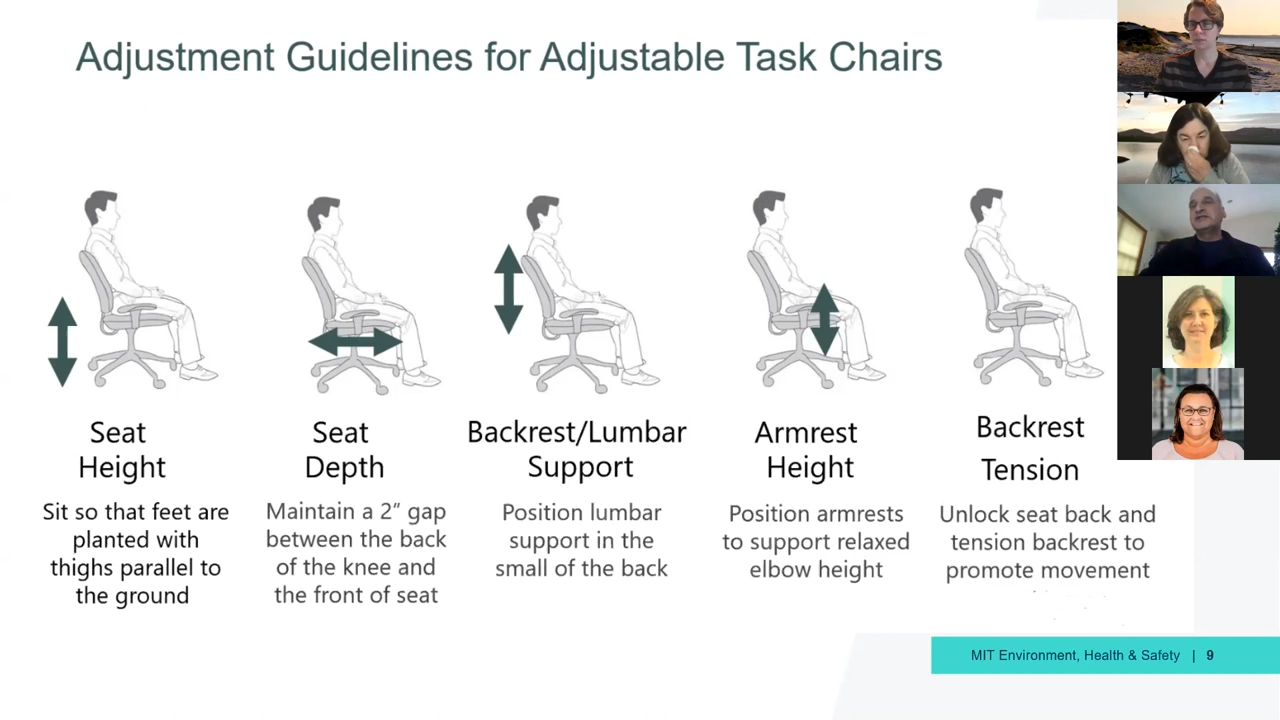 Adjustment Guidelines for Adjustable Task Chairs
Seat
Height
Sit so that feet are
planted with
thighs parallel to
the ground
Seat
Depth
Maintain a 2” gap
between the back
of the knee and
the front of seat
Backrest/Lumbar
Support
Position lumbar
support in the
small of the back
Armrest
Height
Position armrests
to support relaxed
elbow height
Backrest
Tension
Unlock seat back and
tension backrest to
promote movement
MIT Environment, Health & Safety | 9